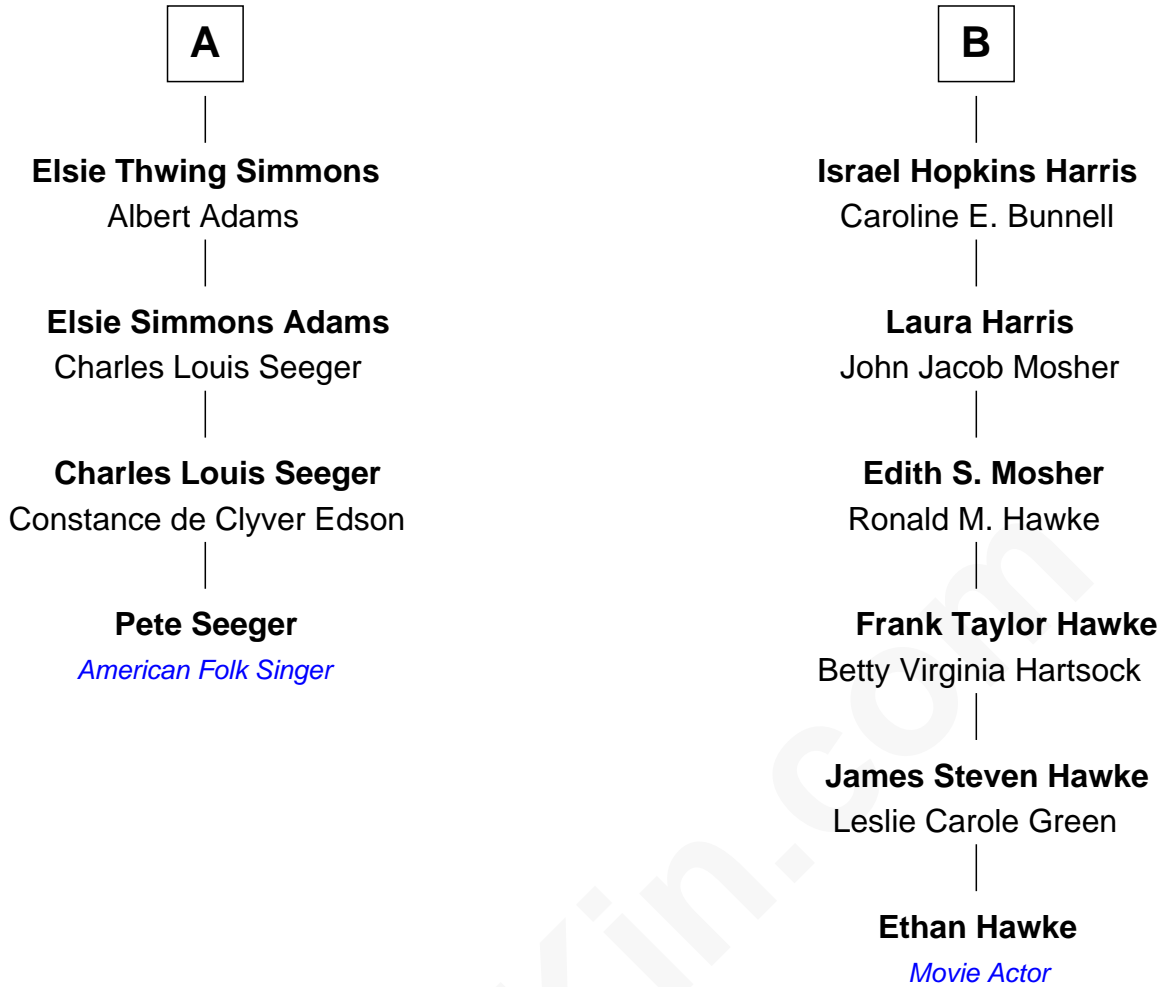 A
Elsie Thwing Simmons
Albert Adams
Elsie Simmons Adams
Charles Louis Seeger
Charles Louis Seeger
Constance de Clyver Edson
Pete Seeger
American Folk Singer
B
Israel Hopkins Harris
Caroline E. Bunnell
Laura Harris
John Jacob Mosher
Edith S. Mosher
Ronald M. Hawke
Frank Taylor Hawke
Betty Virginia Hartsock
James Steven Hawke
Leslie Carole Green
Ethan Hawke
Movie Actor